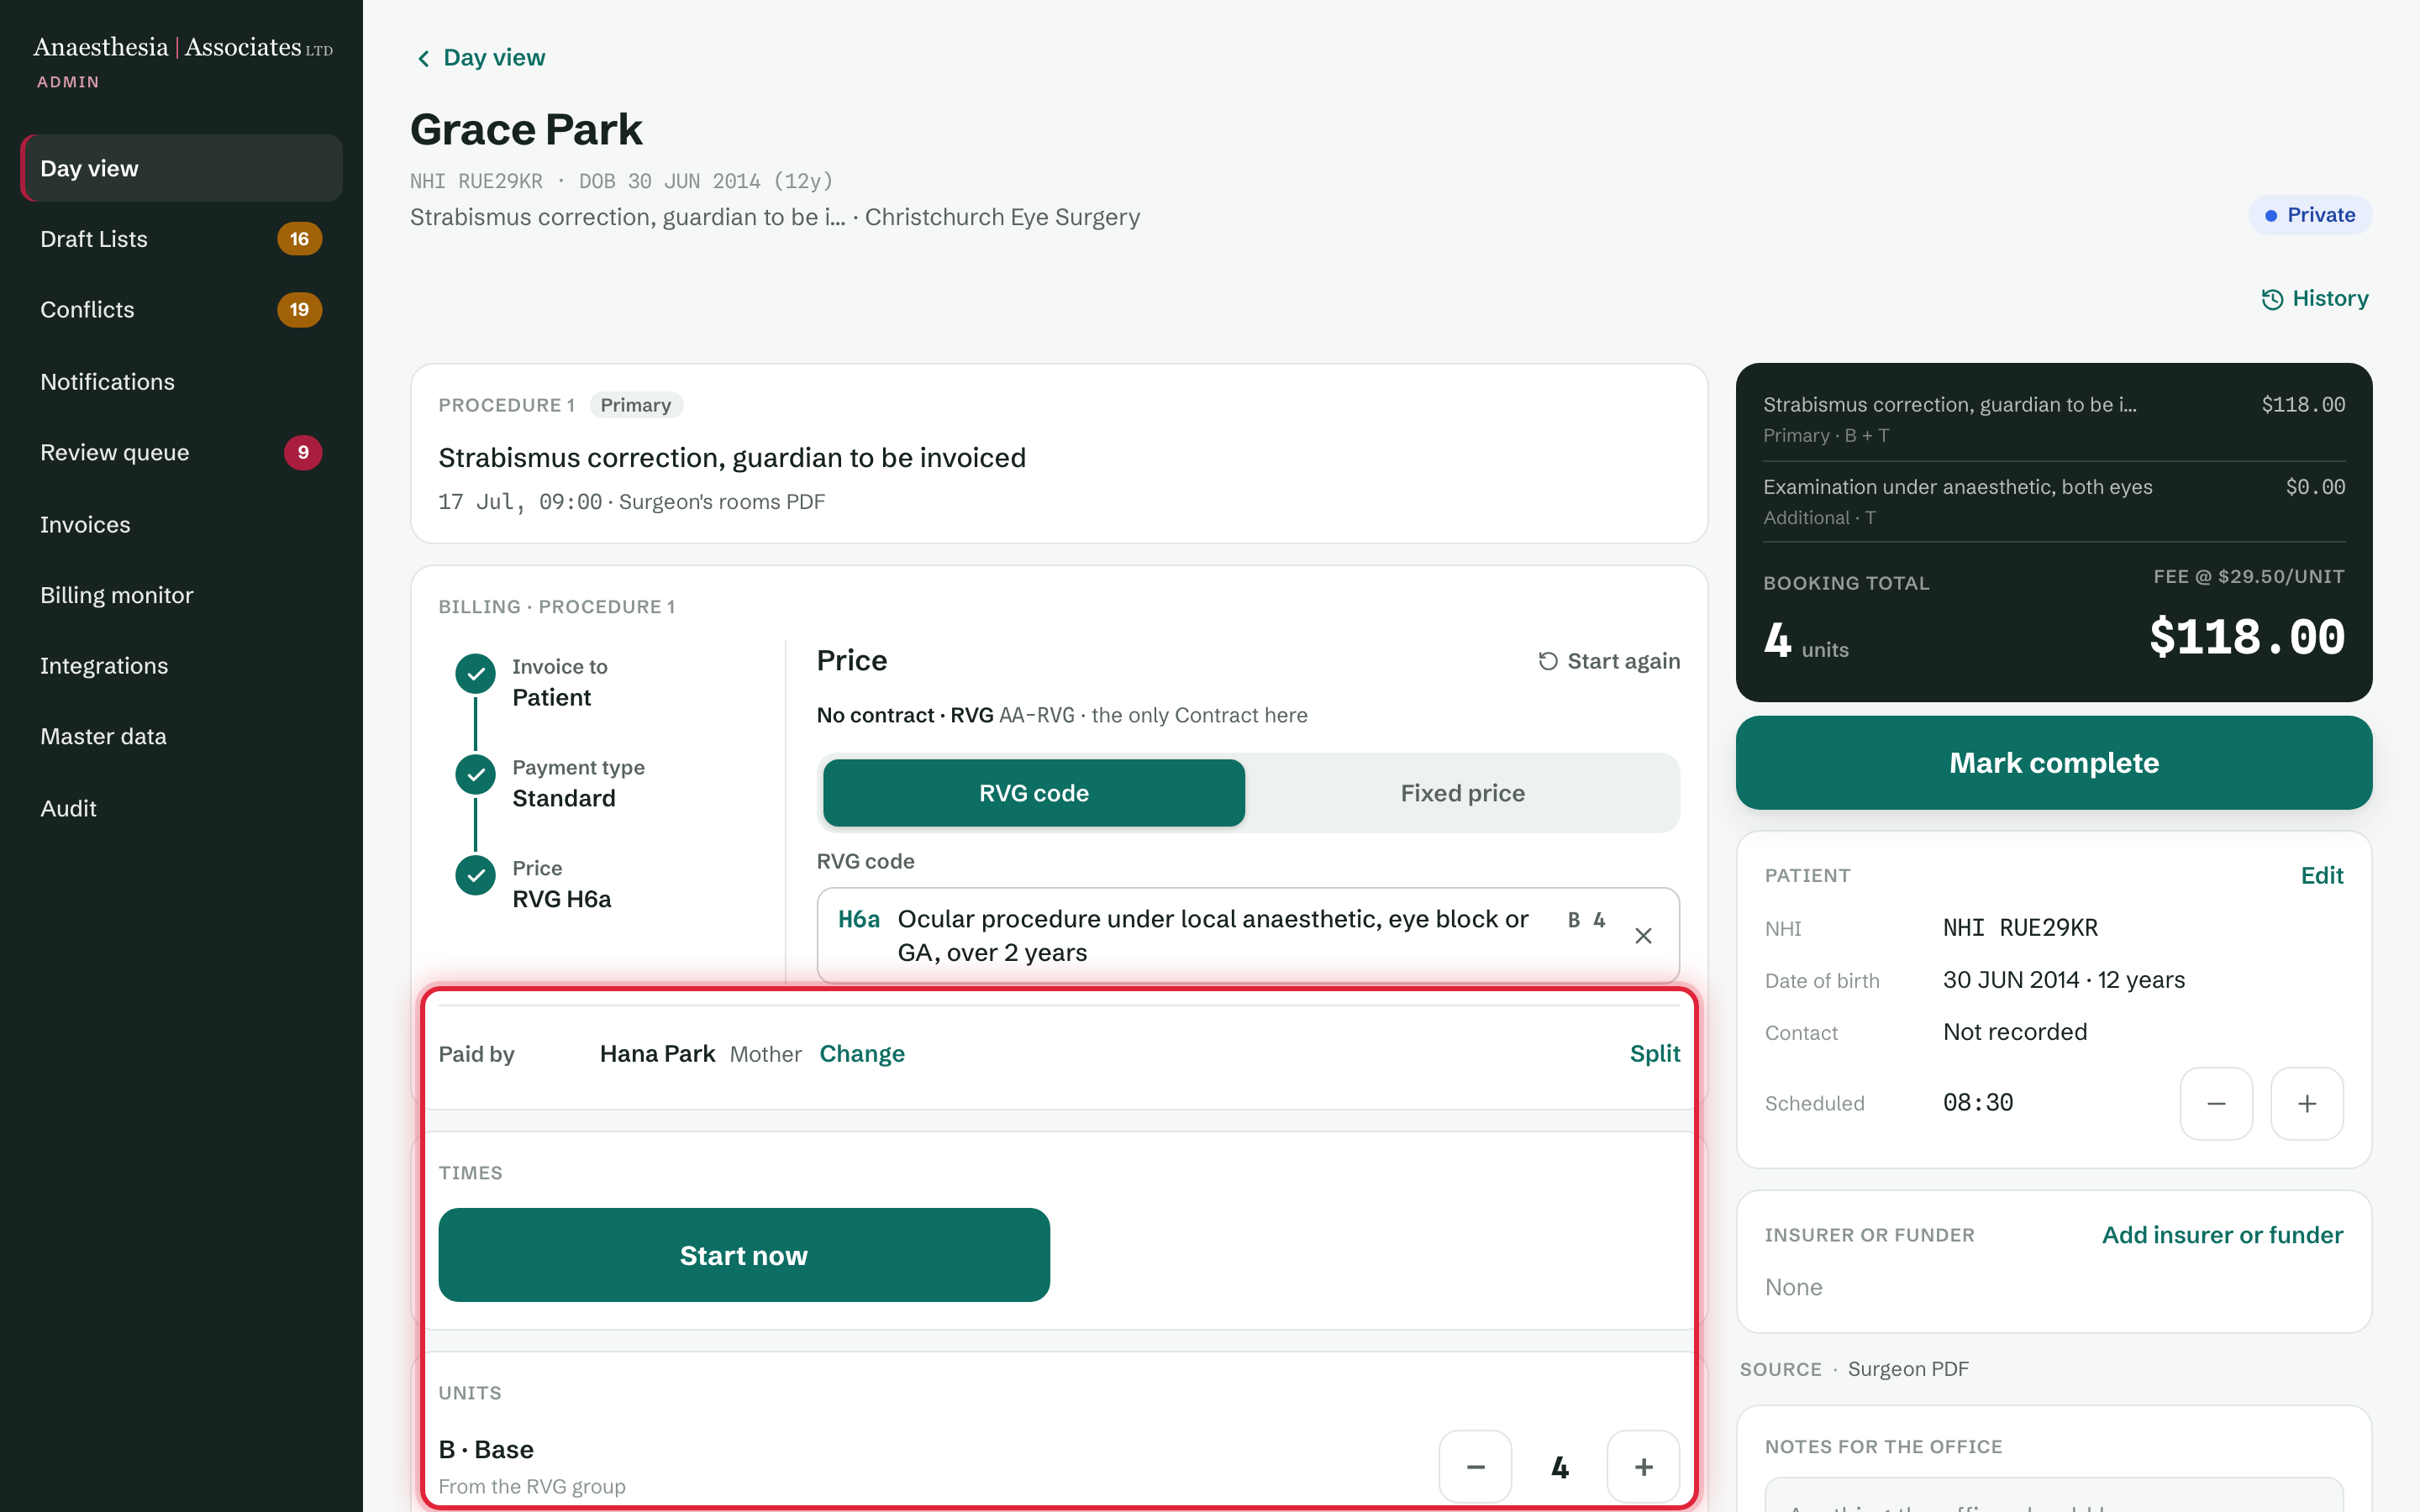 Anaesthesia | Associates LTD
ADMIN
Day view
Draft Lists 16
Conflicts 19
Notifications
Review queue 9
Invoices
Billing monitor
Integrations
Master data
Audit
Day view
Grace Park
NHI RUE29KR · DOB 30 JUN 2014 (12y)
Strabismus correction, guardian to be i... · Christchurch Eye Surgery
Private
History
PROCEDURE 1 Primary
Strabismus correction, guardian to be invoiced
17 Jul, 09:00 · Surgeon's rooms PDF
BILLING · PROCEDURE 1
Invoice to
Patient
Payment type
Standard
Price
RVG H6a
Price
Start again
No contract · RVG AA-RVG · the only Contract here
RVG code
Fixed price
RVG code
H6a Ocular procedure under local anaesthetic, eye block or B 4
GA, over 2 years
Paid by Hana Park Mother Change Split
TIMES
Start now
UNITS
B · Base
From the RVG group
− 4 +
Strabismus correction, guardian to be i... $118.00
Primary · B + T
Examination under anaesthetic, both eyes $0.00
Additional · T
BOOKING TOTAL FEE @ $29.50/UNIT
4 units $118.00
Mark complete
PATIENT Edit
NHI NHI RUE29KR
Date of birth 30 JUN 2014 · 12 years
Contact Not recorded
Scheduled 08:30 − +
INSURER OR FUNDER Add insurer or funder
None
SOURCE · Surgeon PDF
NOTES FOR THE OFFICE